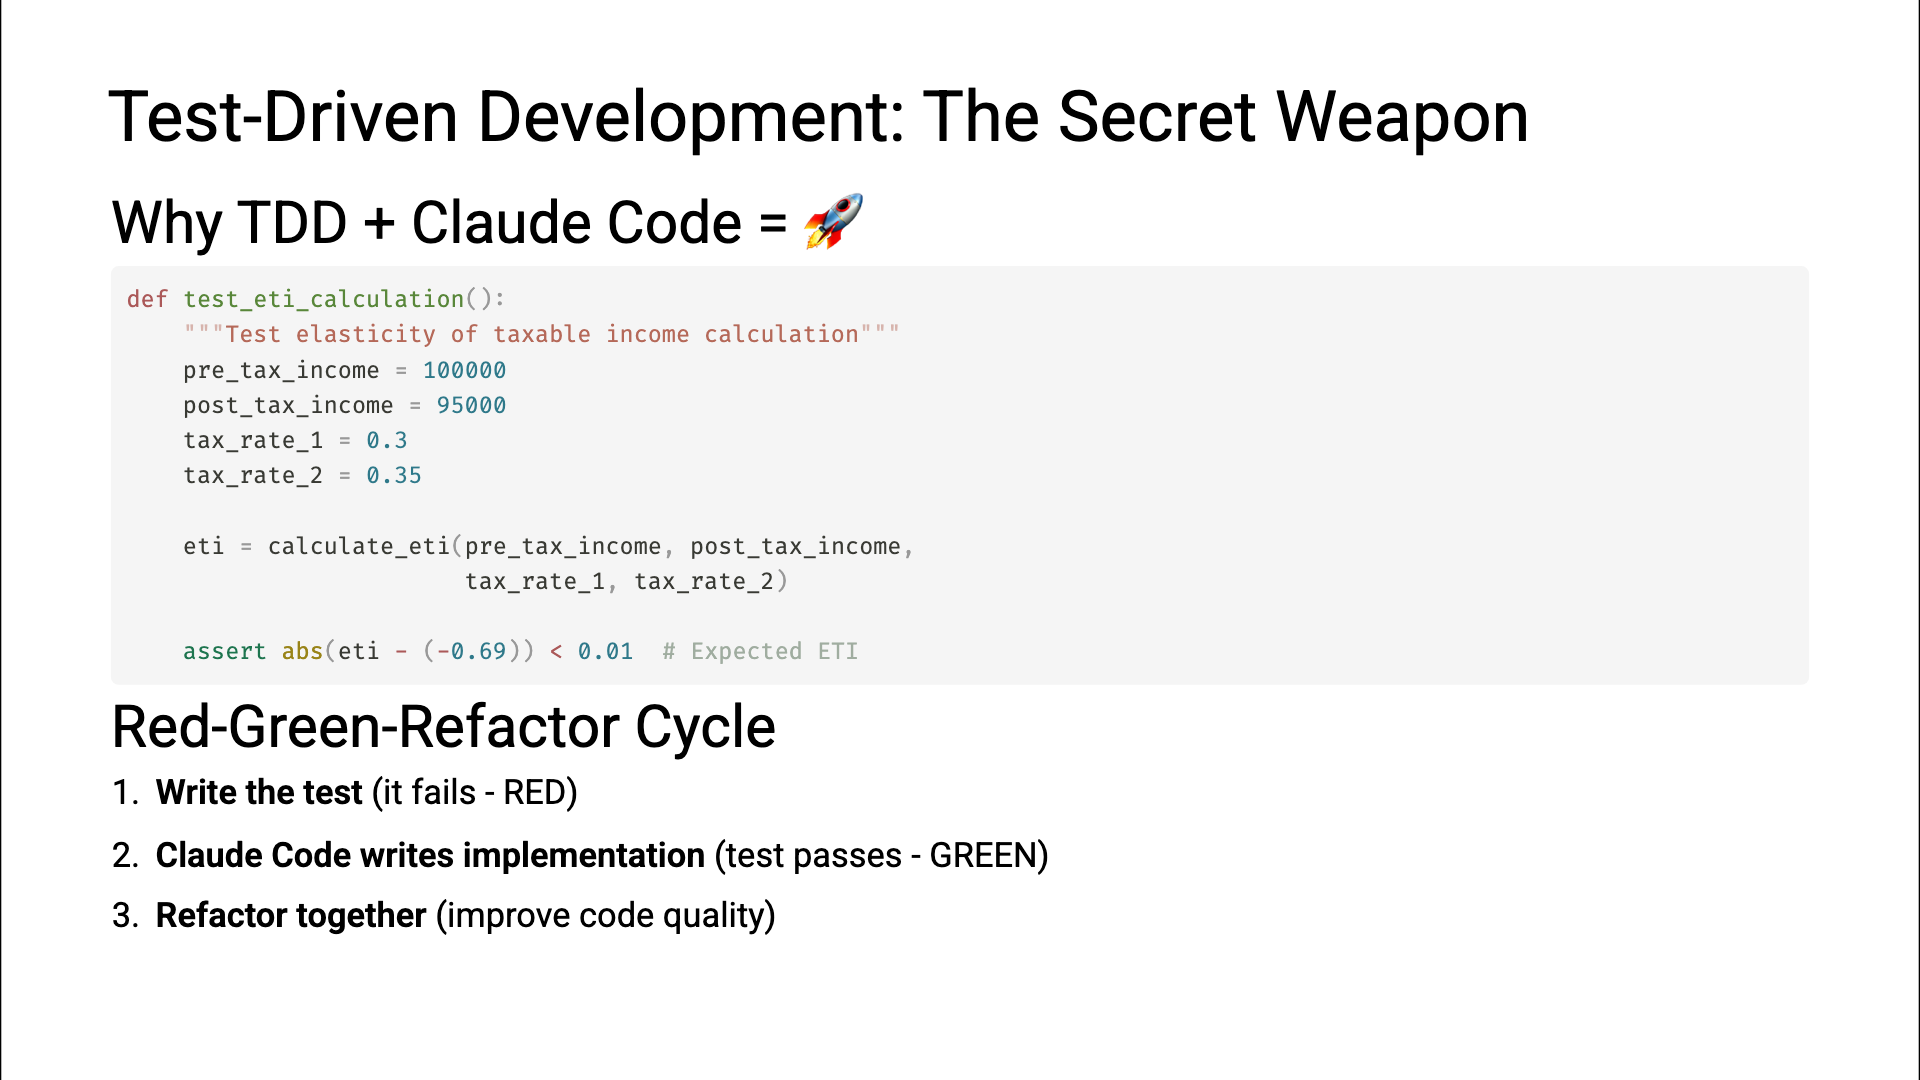 Test-Driven Development: The Secret Weapon
Why TDD + Claude Code = 🚀
def test_eti_calculation():
    """Test elasticity of taxable income calculation"""
    pre_tax_income = 100000
    post_tax_income = 95000
    tax_rate_1 = 0.3
    tax_rate_2 = 0.35
    eti = calculate_eti(pre_tax_income, post_tax_income,
                        tax_rate_1, tax_rate_2)
    assert abs(eti - (-0.69)) < 0.01  # Expected ETI
Red-Green-Refactor Cycle
1. Write the test (it fails - RED)
2. Claude Code writes implementation (test passes - GREEN)
3. Refactor together (improve code quality)